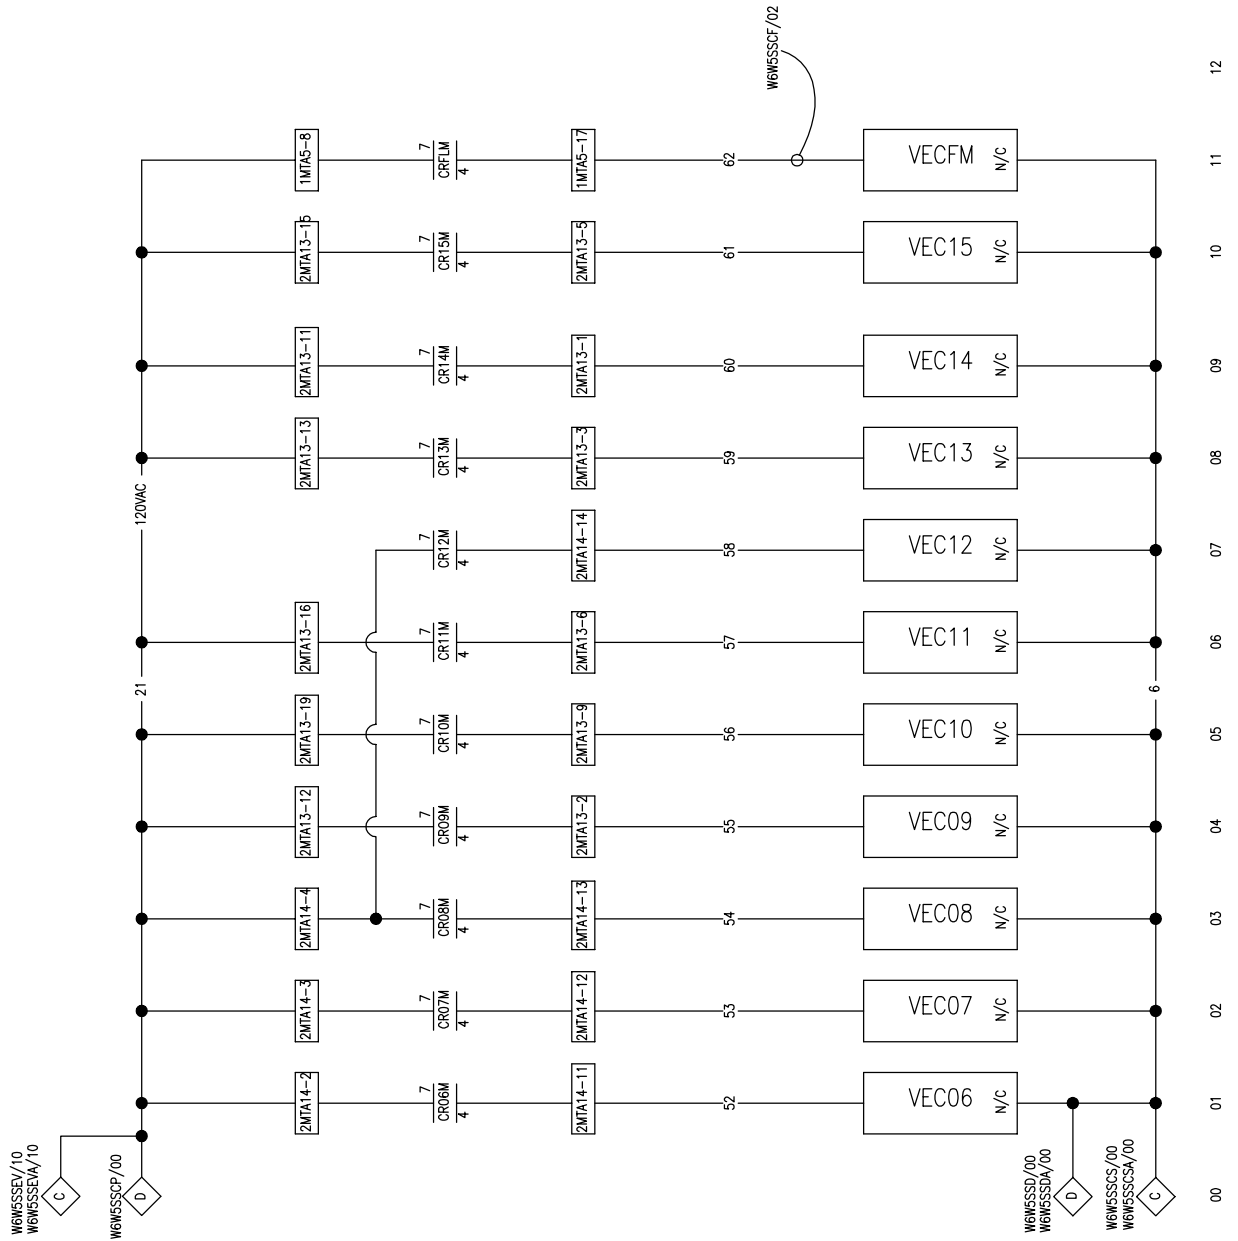 W6W5SSEV/10
W6W5SSEVA/10
C
W6W5SSCP/00
D
21
120VAC
W6W5SSD/00
W6W5SSDA/00
D
W6W5SSCS/00
W6W5SSCSA/00
C
6
00
2MTA14-2
7
CR06M
4
2MTA14-11
52
VEC06
N/C
01
2MTA14-3
7
CR07M
4
2MTA14-12
53
VEC07
N/C
02
2MTA14-4
7
CR08M
4
2MTA14-13
54
VEC08
N/C
03
2MTA13-12
7
CR09M
4
2MTA13-2
55
VEC09
N/C
04
2MTA13-19
7
CR10M
4
2MTA13-9
56
VEC10
N/C
05
2MTA13-16
7
CR11M
4
2MTA13-6
57
VEC11
N/C
06
7
CR12M
4
2MTA14-14
58
VEC12
N/C
07
2MTA13-13
7
CR13M
4
2MTA13-3
59
VEC13
N/C
08
2MTA13-11
7
CR14M
4
2MTA13-1
60
VEC14
N/C
09
2MTA13-15
7
CR15M
4
2MTA13-5
61
VEC15
N/C
10
1MTA5-8
7
CRFLM
4
1MTA5-17
62
W6W5SSCF/02
VECFM
N/C
11
12